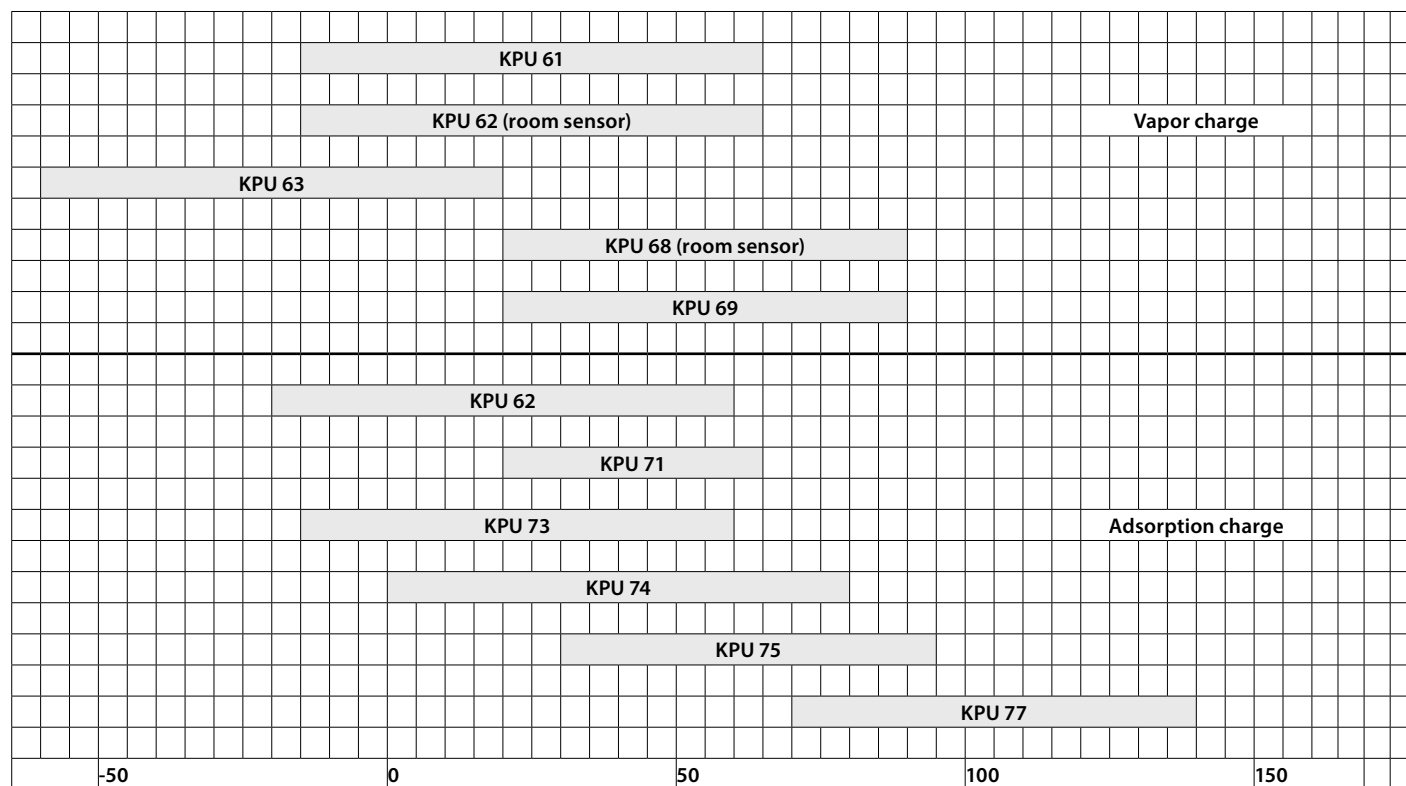 KPU 61
KPU 62 (room sensor)
Vapor charge
KPU 63
KPU 68 (room sensor)
KPU 69
KPU 62
KPU 71
KPU 73
Adsorption charge
KPU 74
KPU 75
KPU 77
-50 0 50 100 150